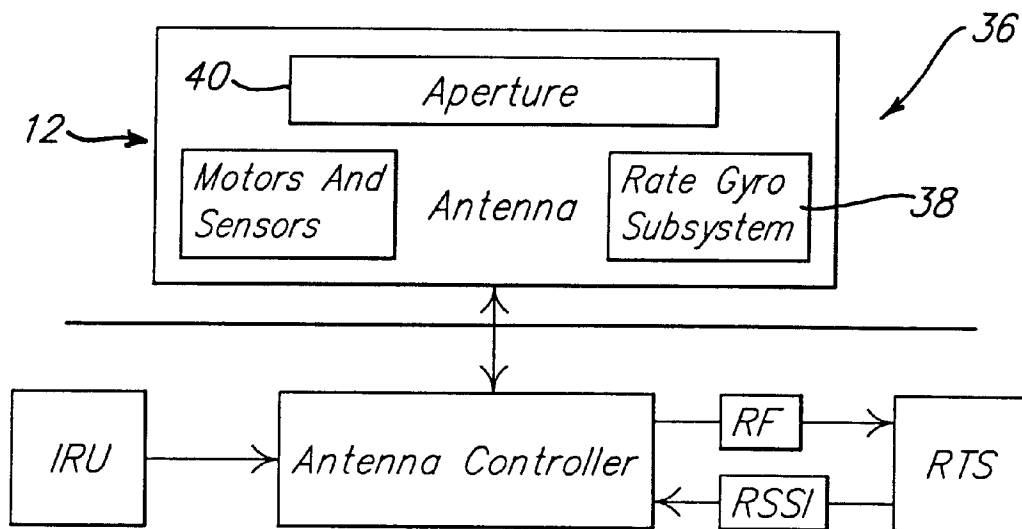 36
40
Aperture
12
Motors And
Sensors
Antenna
Rate Gyro
Subsystem
38
IRU
Antenna Controller
RF
RSSI
RTS